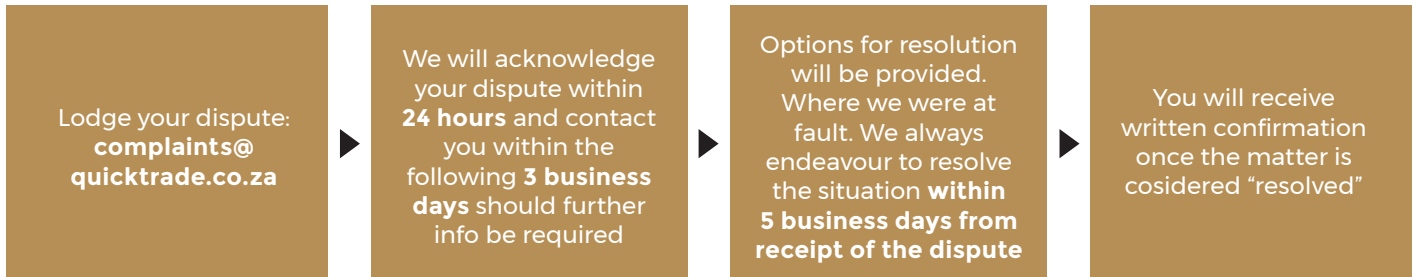 Lodge your dispute:
complaints@
quicktrade.co.za
We will acknowledge
your dispute within
24 hours and contact
you within the
following 3 business
days should further
info be required
Options for resolution
will be provided.
Where we were at
fault. We always
endeavour to resolve
the situation within
5 business days from
receipt of the dispute
You will receive
written confirmation
once the matter is
cosidered “resolved”